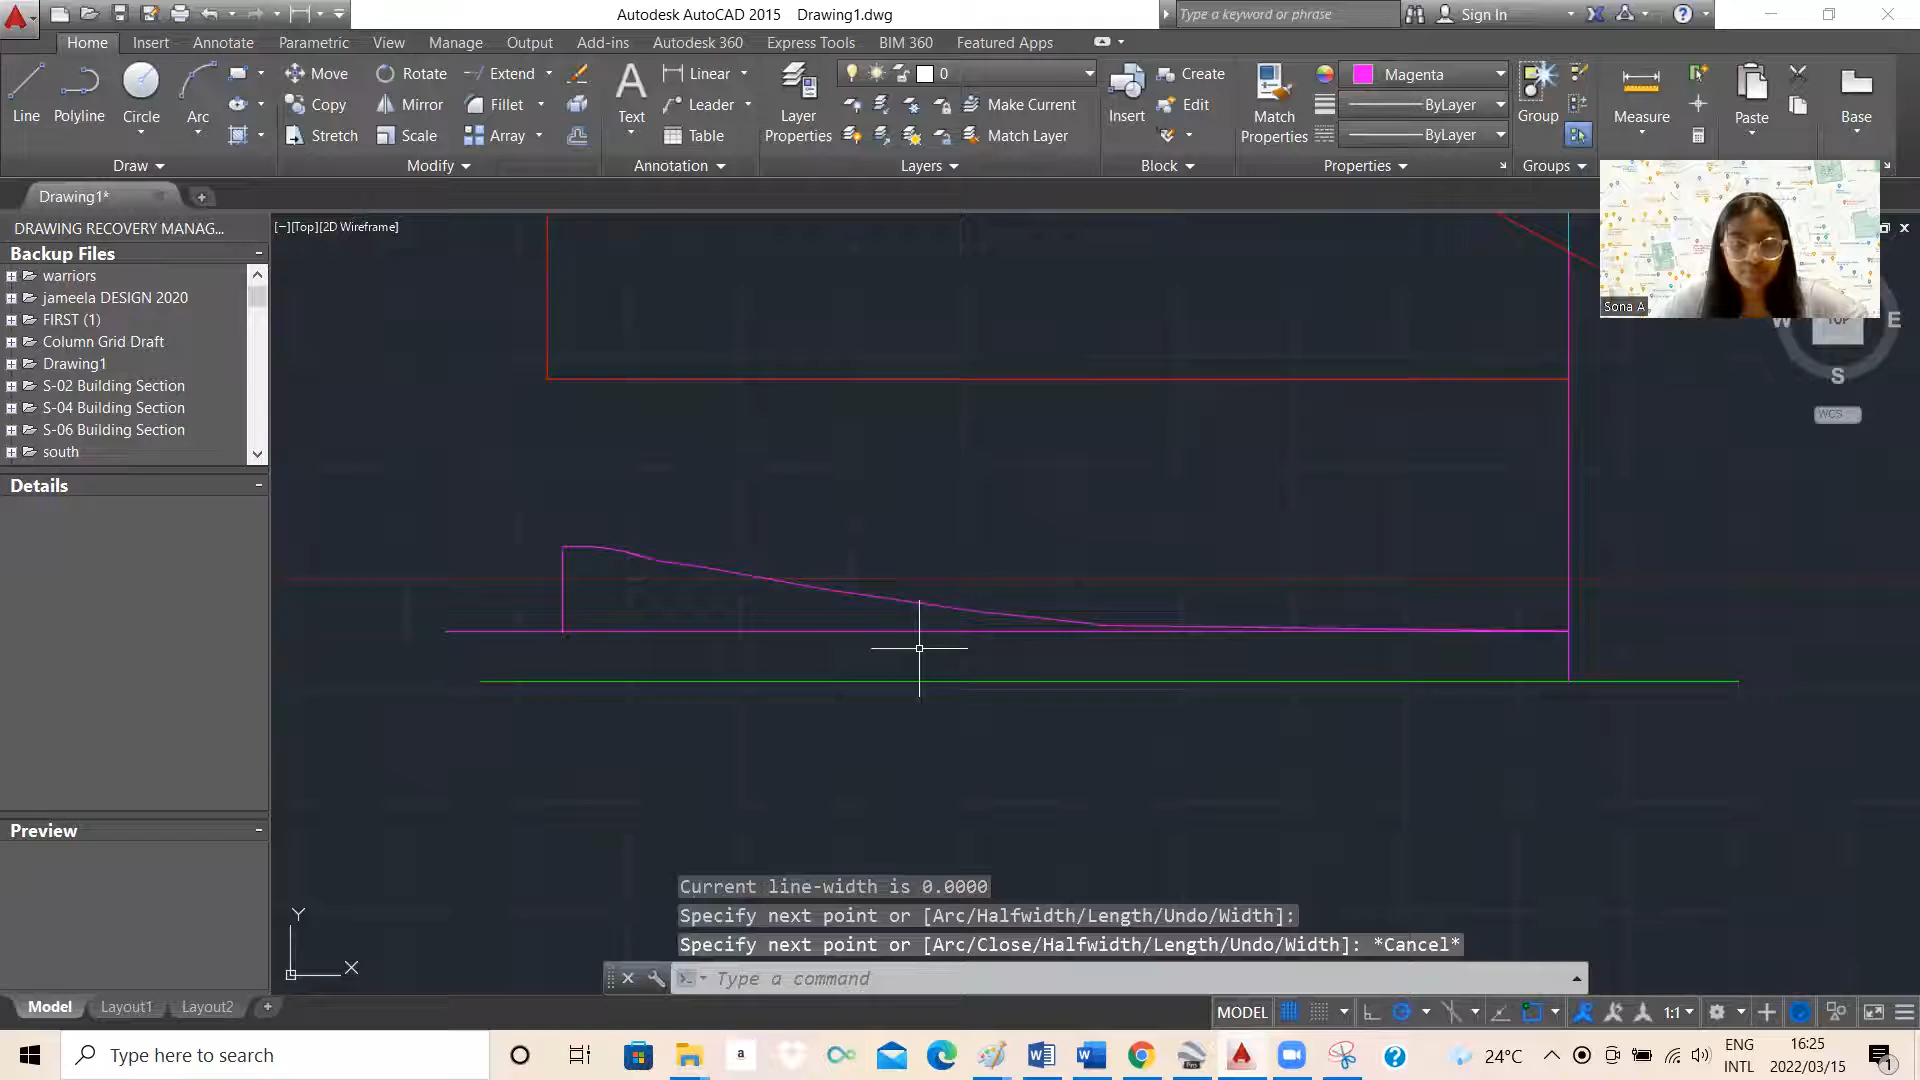 Autodesk AutoCAD 2015 Drawing1.dwg
Type a keyword or phrase
Sign In
Home Insert Annotate Parametric View Manage Output Add-ins Autodesk 360 Express Tools BIM 360 Featured Apps
Line Polyline Circle Arc
Move Rotate Extend
Copy Mirror Fillet
Stretch Scale Array
Text
Linear
Leader
Table
Layer
Properties
0
Make Current
Match Layer
Insert
Create
Edit
Match
Properties
Magenta
ByLayer
ByLayer
Group
Measure
Paste
Base
Draw Modify Annotation Layers Block Properties Groups
Drawing1*
DRAWING RECOVERY MANAG...
Backup Files
warriors
jameela DESIGN 2020
FIRST (1)
Column Grid Draft
Drawing1
S-02 Building Section
S-04 Building Section
S-06 Building Section
south
Details
Preview
[−][Top][2D Wireframe]
Sona A
W TOP E
S
WCS
Y
X
Current line-width is 0.0000
Specify next point or [Arc/Halfwidth/Length/Undo/Width]:
Specify next point or [Arc/Close/Halfwidth/Length/Undo/Width]: *Cancel*
Type a command
Model Layout1 Layout2
MODEL
1:1
Type here to search
a
24°C
ENG
INTL
16:25
2022/03/15
1